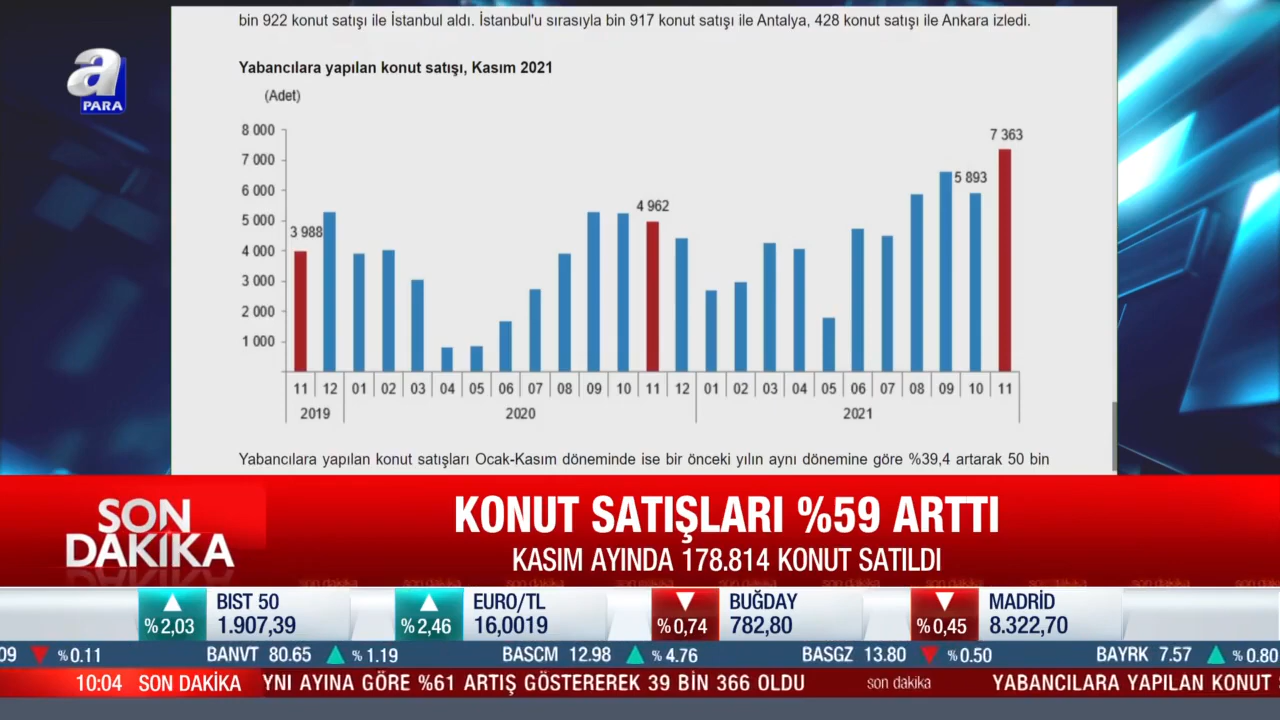 bin 922 konut satışı ile İstanbul aldı. İstanbul'u sırasıyla bin 917 konut satışı ile Antalya, 428 konut satışı ile Ankara izledi.
a
PARA
Yabancılara yapılan konut satışı, Kasım 2021
(Adet)
8 000
7 000
6 000
5 000
4 000
3 000
2 000
1 000
3 988
4 962
5 893
7 363
11 12 01 02 03 04 05 06 07 08 09 10 11 12 01 02 03 04 05 06 07 08 09 10 11
2019 2020 2021
Yabancılara yapılan konut satışları Ocak-Kasım döneminde ise bir önceki yılın aynı dönemine göre %39,4 artarak 50 bin
SON
DAKİKA
KONUT SATIŞLARI %59 ARTTI
KASIM AYINDA 178.814 KONUT SATILDI
%2,03 BIST 50 1.907,39
%2,46 EURO/TL 16,0019
%0,74 BUĞDAY 782,80
%0,45 MADRİD 8.322,70
09 %0.11 BANVT 80.65 %1.19 BASCM 12.98 %4.76 BASGZ 13.80 %0.50 BAYRK 7.57 %0.80
10:04 SON DAKİKA YNI AYINA GÖRE %61 ARTIŞ GÖSTEREREK 39 BİN 366 OLDU son dakika YABANCILARA YAPILAN KONUT